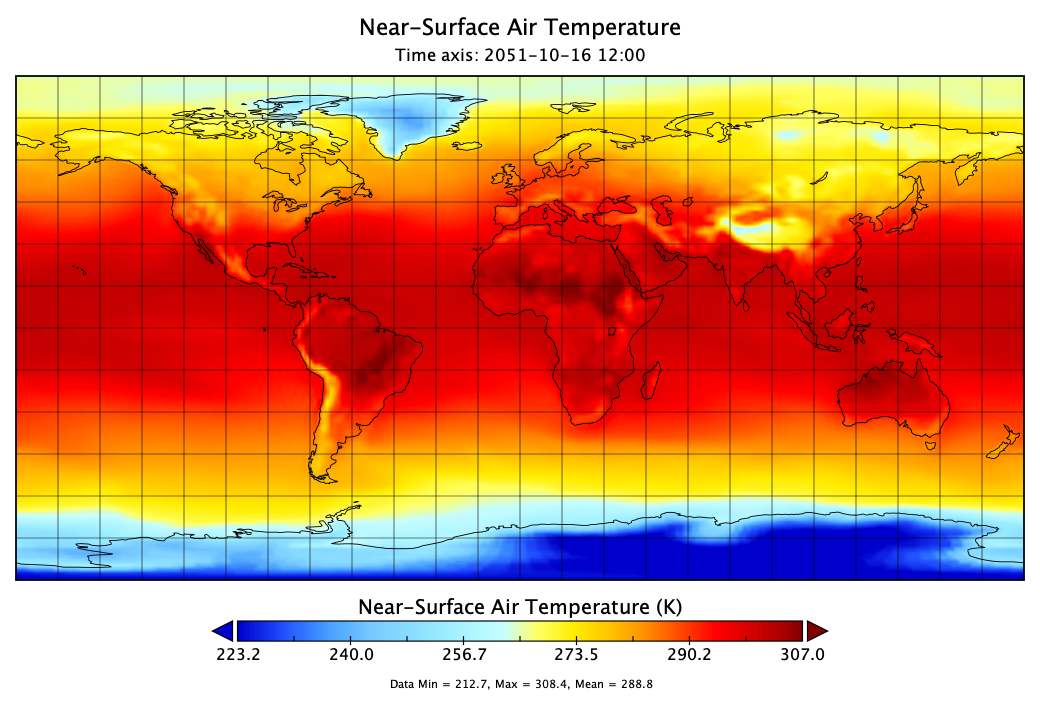 Near-Surface Air Temperature
Time axis: 2051-10-16 12:00
Near-Surface Air Temperature (K)
223.2 240.0 256.7 273.5 290.2 307.0
Data Min = 212.7, Max = 308.4, Mean = 288.8